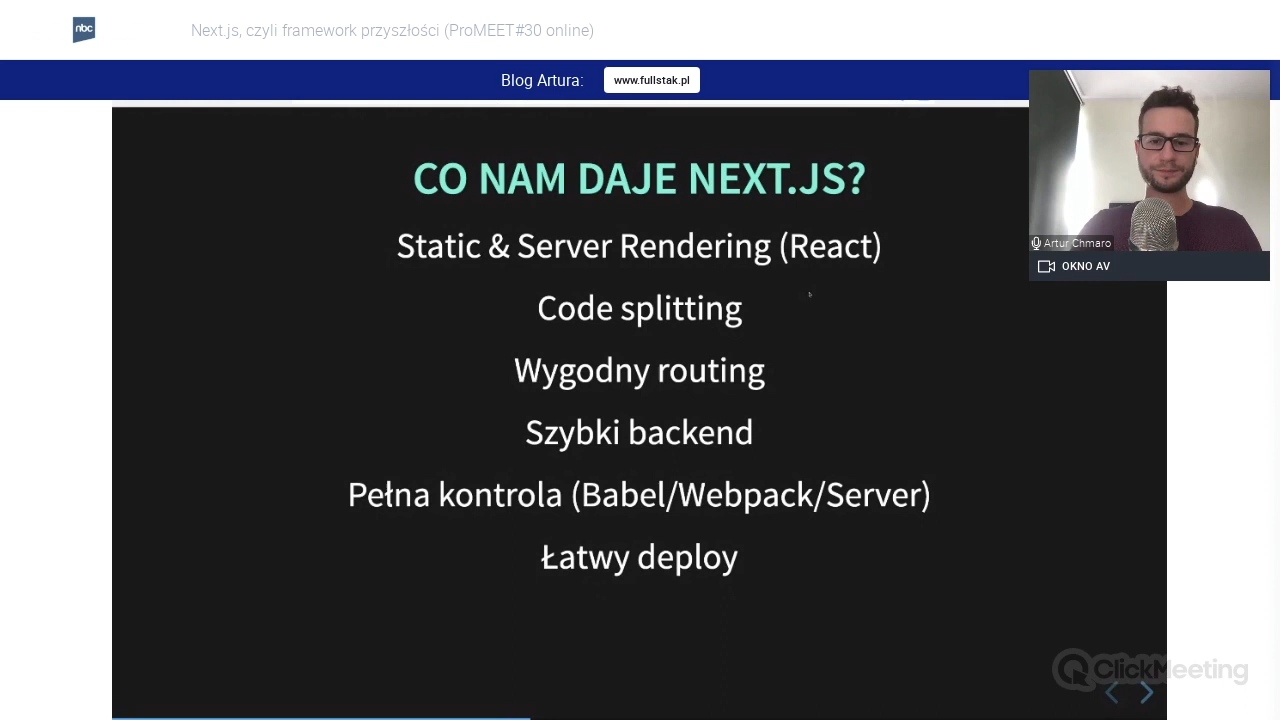 nbc
Next.js, czyli framework przyszłości (ProMEET#30 online)
Blog Artura:
www.fullstak.pl
CO NAM DAJE NEXT.JS?
Static & Server Rendering (React)
Code splitting
Wygodny routing
Szybki backend
Pełna kontrola (Babel/Webpack/Server)
Łatwy deploy
Artur Chmaro
OKNO AV
ClickMeeting